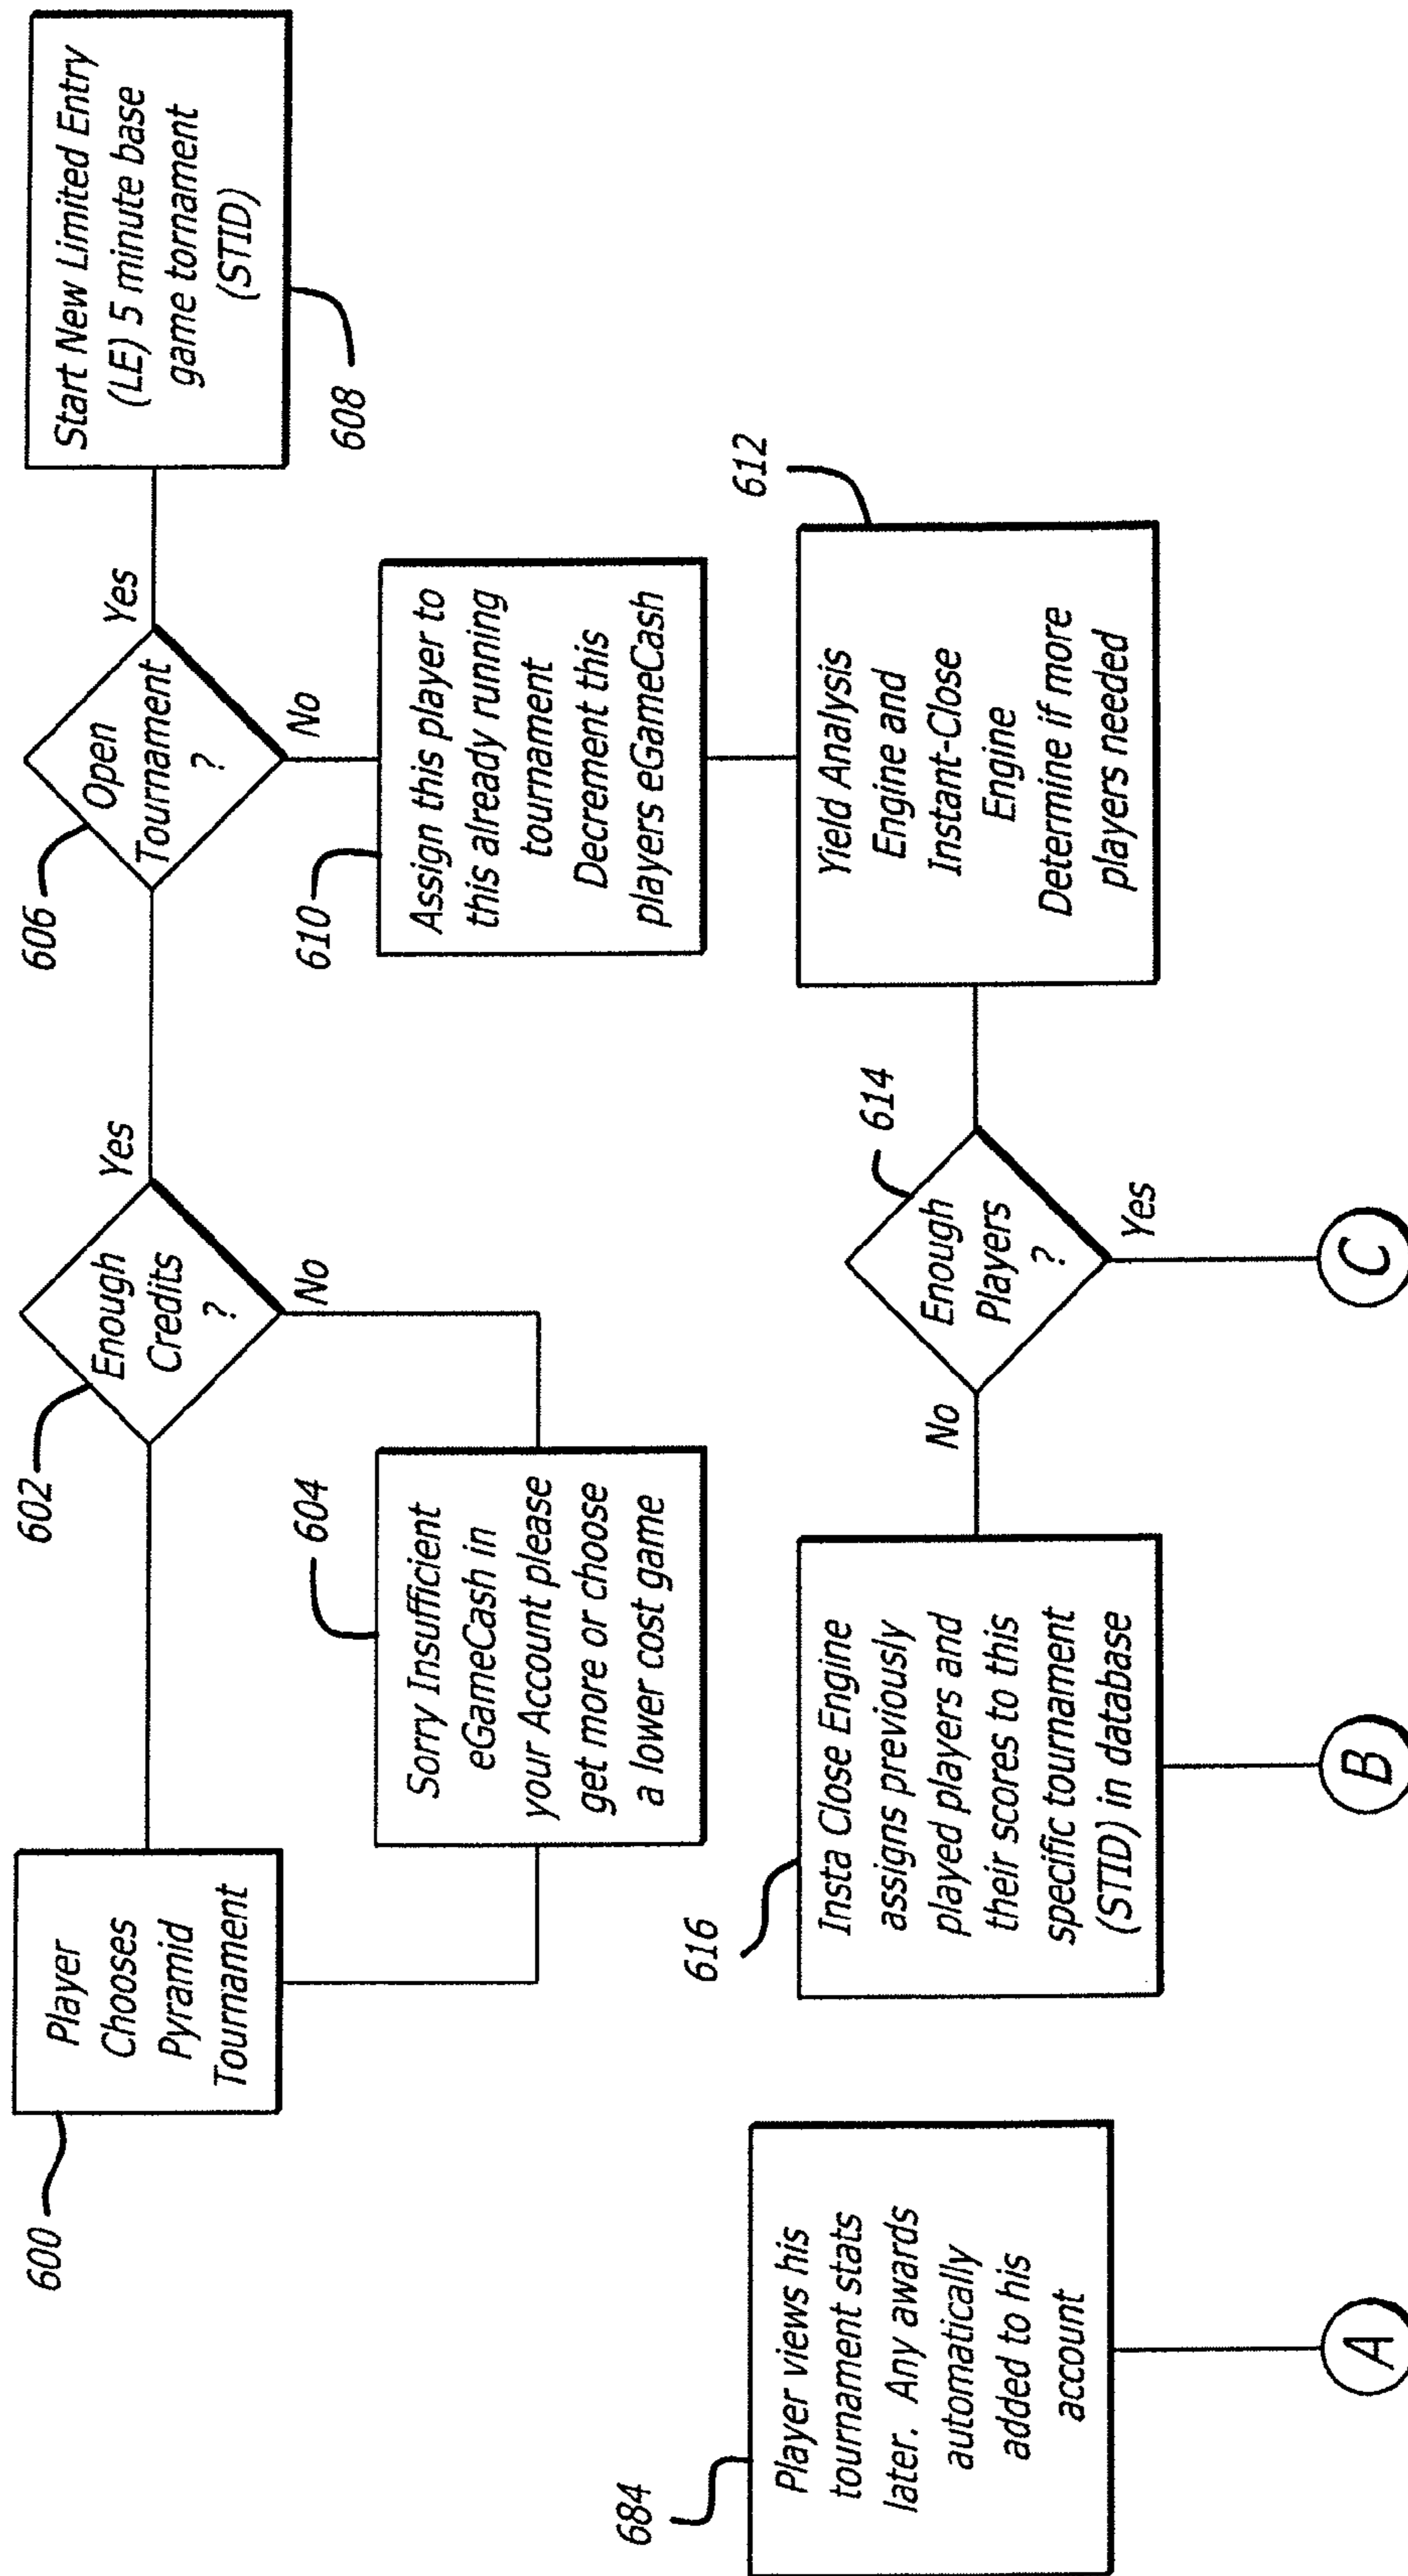 600
Player
Chooses
Pyramid
Tournament
602
Enough
Credits
?
Yes
No
604
Sorry Insufficient
eGameCash in
your Account please
get more or choose
a lower cost game
606
Open
Tournament
?
Yes
No
Start New Limited Entry
(LE) 5 minute base
game tornament
(STID)
608
610
Assign this player to
this already running
tournament
Decrement this
players eGameCash
612
Yield Analysis
Engine and
Instant-Close
Engine
Determine if more
players needed
614
Enough
Players
?
No
Yes
616
Insta Close Engine
assigns previously
played players and
their scores to this
specific tournament
(STID) in database
684
Player views his
tournament stats
later. Any awards
automatically
added to his
account
A
B
C